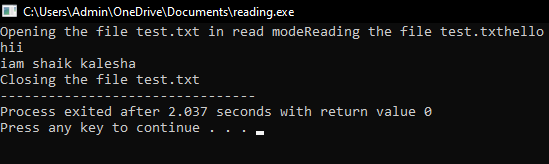 C:\Users\Admin\OneDrive\Documents\reading.exe
Opening the file test.txt in read modeReading the file test.txthello
hii
iam shaik kalesha
Closing the file test.txt
--------------------------------
Process exited after 2.037 seconds with return value 0
Press any key to continue . . .